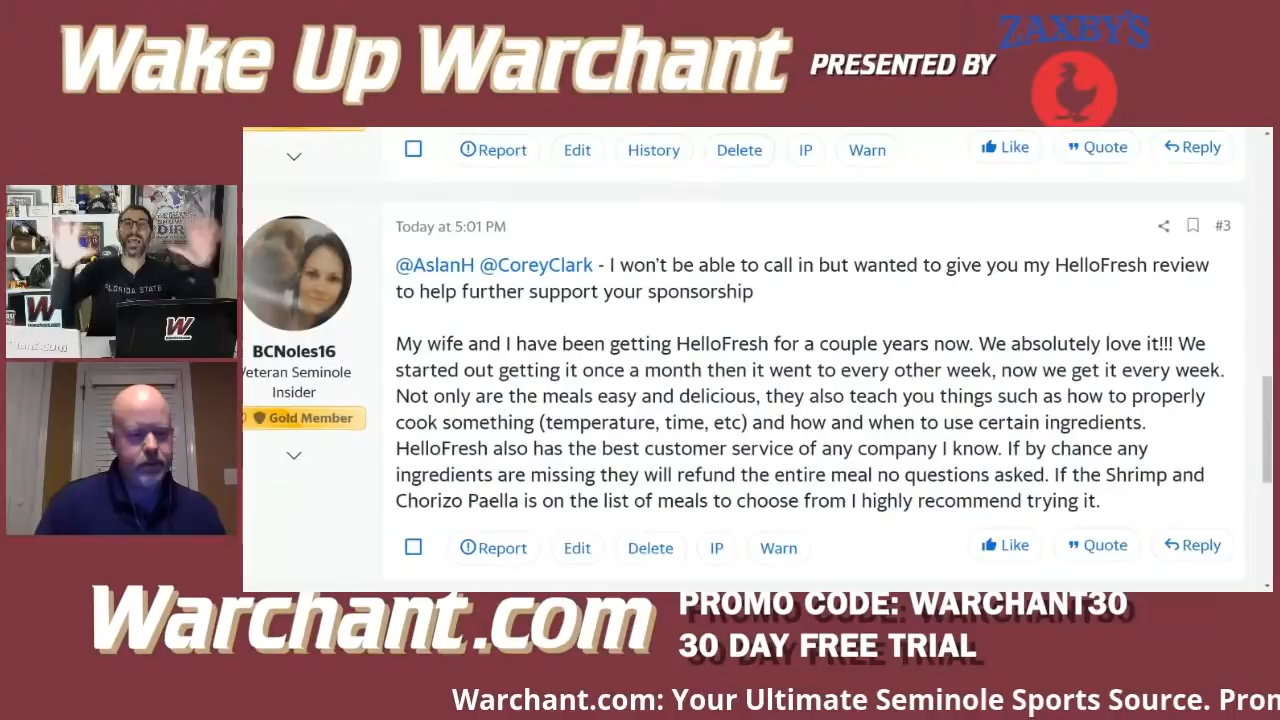 Wake Up Warchant
PRESENTED BY
ZAXBY'S
Report Edit History Delete IP Warn Like Quote Reply
Today at 5:01 PM
#3
@AslanH @CoreyClark - I won't be able to call in but wanted to give you my HelloFresh review
to help further support your sponsorship
BCNoles16
Veteran Seminole
Insider
Gold Member
My wife and I have been getting HelloFresh for a couple years now. We absolutely love it!!! We
started out getting it once a month then it went to every other week, now we get it every week.
Not only are the meals easy and delicious, they also teach you things such as how to properly
cook something (temperature, time, etc) and how and when to use certain ingredients.
HelloFresh also has the best customer service of any company I know. If by chance any
ingredients are missing they will refund the entire meal no questions asked. If the Shrimp and
Chorizo Paella is on the list of meals to choose from I highly recommend trying it.
Report Edit Delete IP Warn Like Quote Reply
FLORIDA STATE
W
W
Warchant.com
PROMO CODE: WARCHANT30
30 DAY FREE TRIAL
Warchant.com: Your Ultimate Seminole Sports Source. Pron